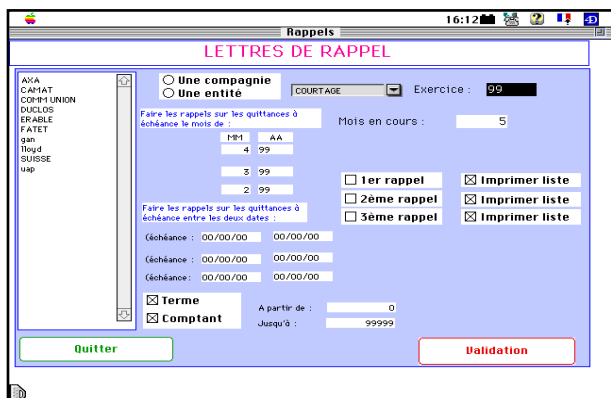 16:12
Rappels
LETTRES DE RAPPEL
AXA
CAMAT
COMM UNION
DUCLOS
ERABLE
FATET
gan
lloyd
SUISSE
uap
Une compagnie
Une entité
COURTAGE
Exercice : 99
Faire les rappels sur les quittances à
échéance le mois de :
Mois en cours : 5
MM AA
4 99
3 99
2 99
1er rappel Imprimer liste
2ème rappel Imprimer liste
3ème rappel Imprimer liste
Faire les rappels sur les quittances à
échéance entre les deux dates :
(échéance : 00/00/00 00/00/00
(échéance : 00/00/00 00/00/00
(échéance : 00/00/00 00/00/00
Terme
Comptant
A partir de : 0
Jusqu'à : 99999
Quitter
Validation